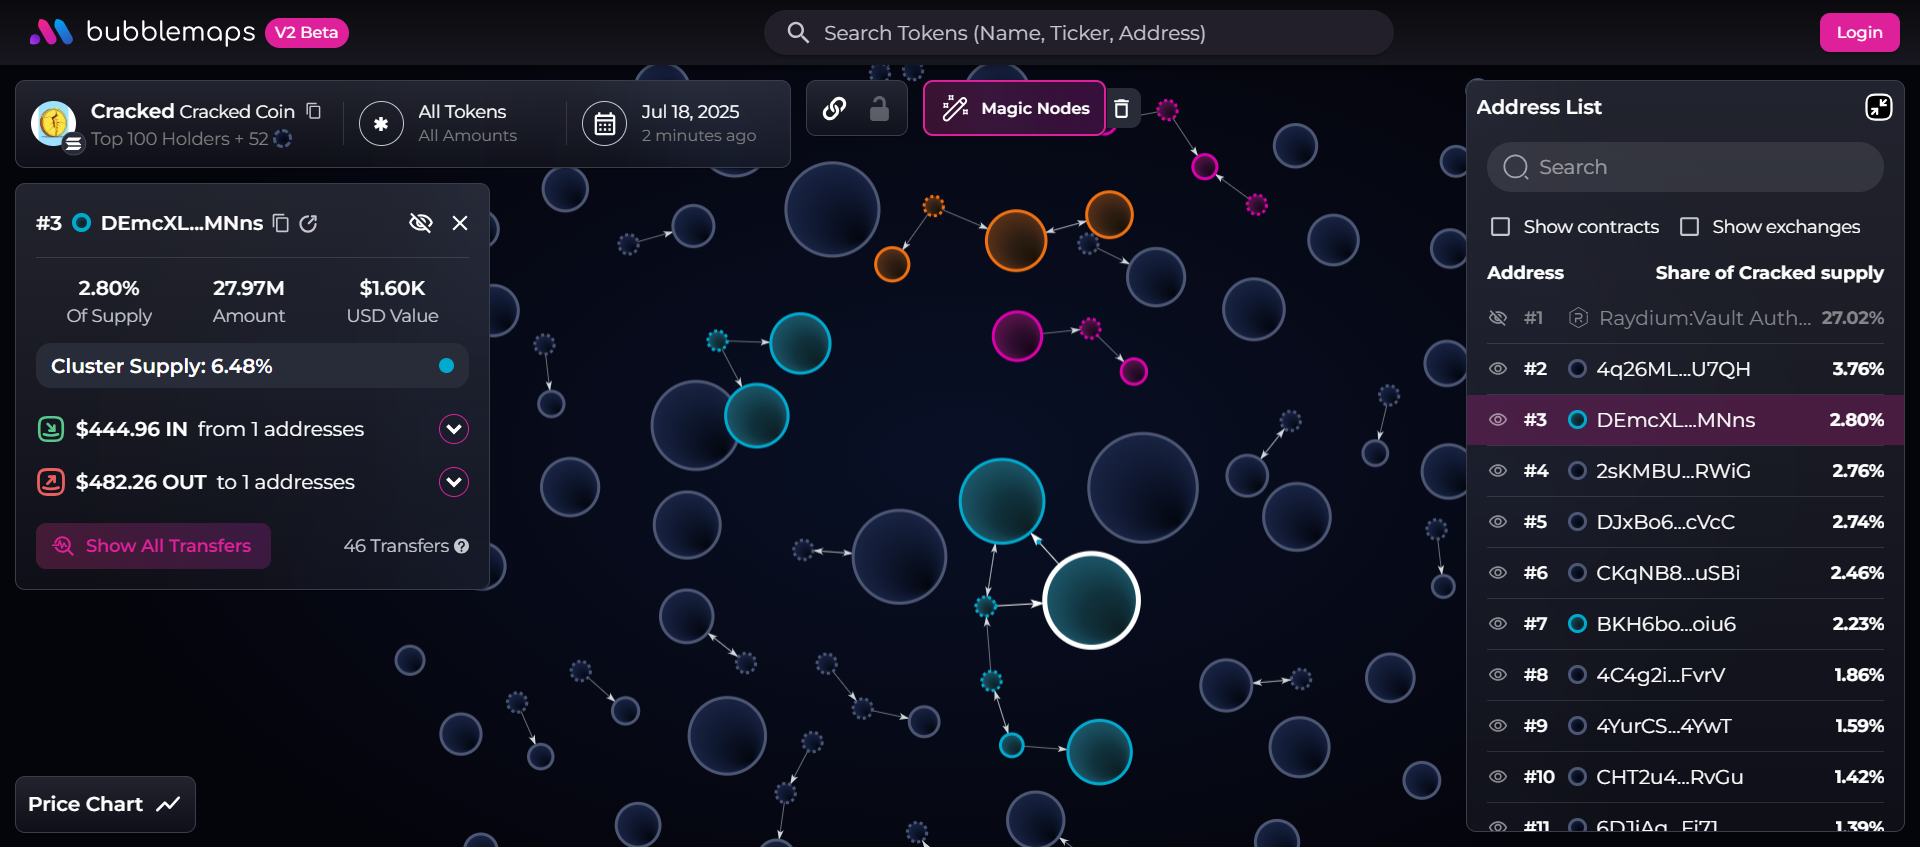 bubblemaps V2 Beta
Search Tokens (Name, Ticker, Address)
Login
Cracked Cracked Coin
Top 100 Holders + 52
All Tokens
All Amounts
Jul 18, 2025
2 minutes ago
Magic Nodes
#3 DEmcXL...MNns
2.80% 27.97M $1.60K
Of Supply Amount USD Value
Cluster Supply: 6.48%
$444.96 IN from 1 addresses
$482.26 OUT to 1 addresses
Show All Transfers 46 Transfers ?
Price Chart
Address List
Search
Show contracts Show exchanges
Address Share of Cracked supply
#1 Raydium:Vault Auth... 27.02%
#2 4q26ML...U7QH 3.76%
#3 DEmcXL...MNns 2.80%
#4 2sKMBU...RWiG 2.76%
#5 DJxBo6...cVcC 2.74%
#6 CKqNB8...uSBi 2.46%
#7 BKH6bo...oiu6 2.23%
#8 4C4g2i...FvrV 1.86%
#9 4YurCS...4YwT 1.59%
#10 CHT2u4...RvGu 1.42%
#11 1.39%